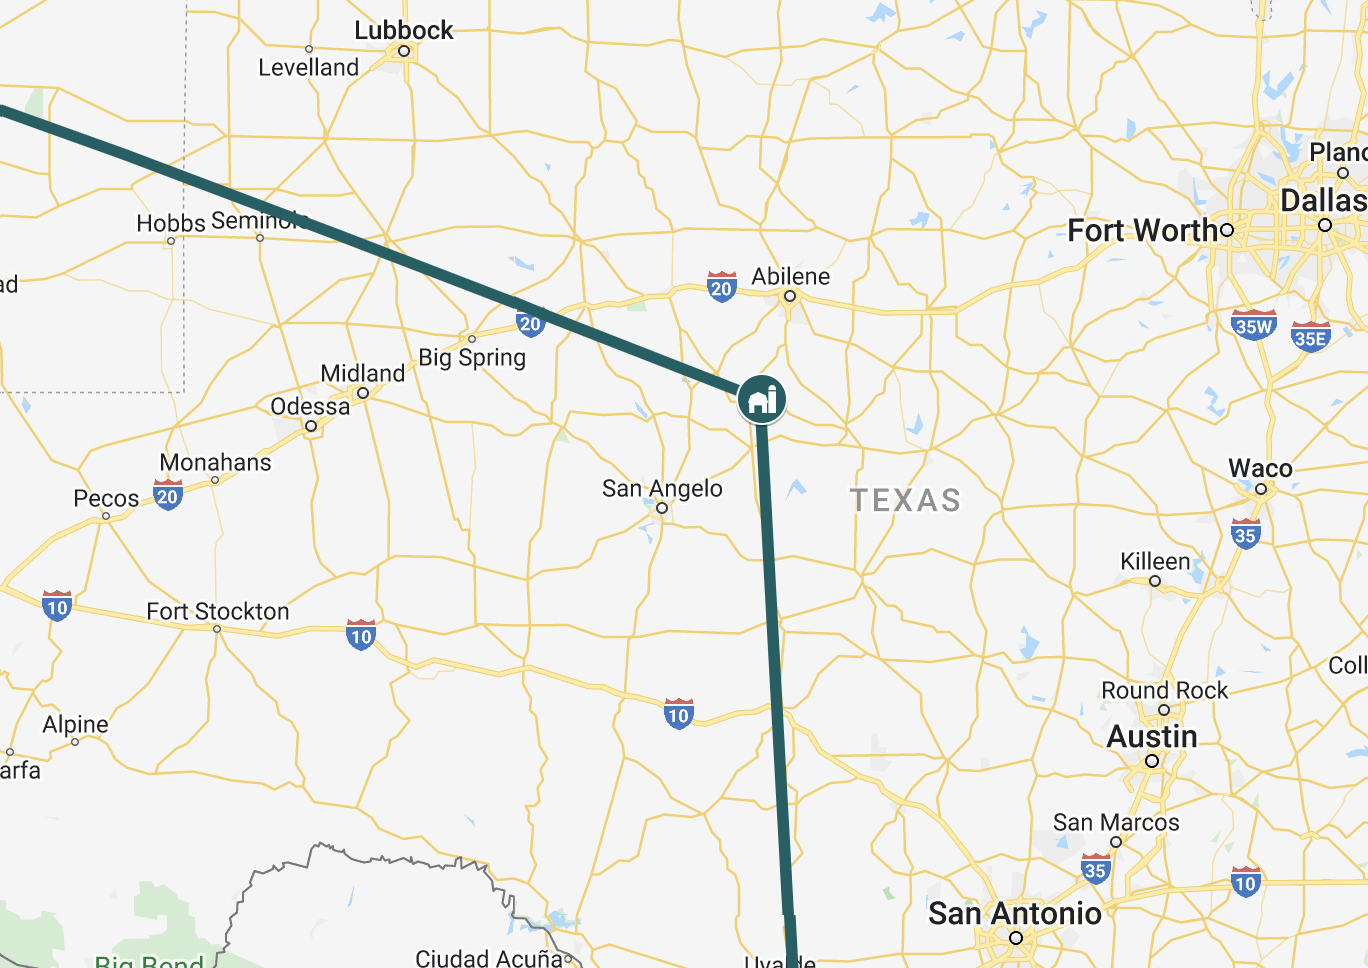 Lubbock
Levelland
Plano
Dallas
Hobbs
Seminole
Fort Worth
Abilene
20
20
35W
35E
Big Spring
Midland
Odessa
Monahans
Waco
San Angelo
Pecos
20
TEXAS
35
Killeen
10
Fort Stockton
10
Coll
Round Rock
10
Alpine
Austin
arfa
San Marcos
35
10
San Antonio
Ciudad Acuña
Uvalde
Big Bend
ad